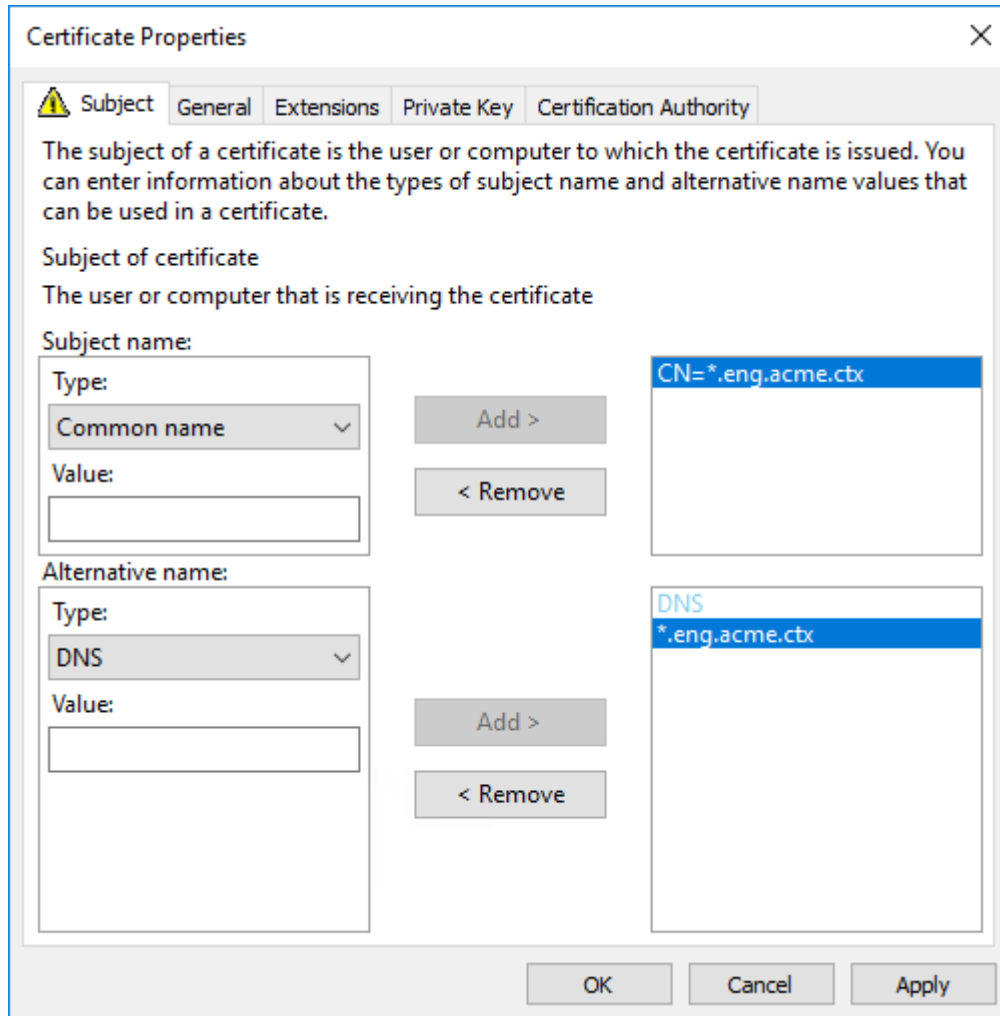 Certificate Properties
Subject
General
Extensions
Private Key
Certification Authority
The subject of a certificate is the user or computer to which the certificate is issued. You
can enter information about the types of subject name and alternative name values that
can be used in a certificate.
Subject of certificate
The user or computer that is receiving the certificate
Subject name:
Type:
Common name
Value:
Add >
< Remove
CN=*.eng.acme.ctx
Alternative name:
Type:
DNS
Value:
Add >
< Remove
DNS
*.eng.acme.ctx
OK
Cancel
Apply